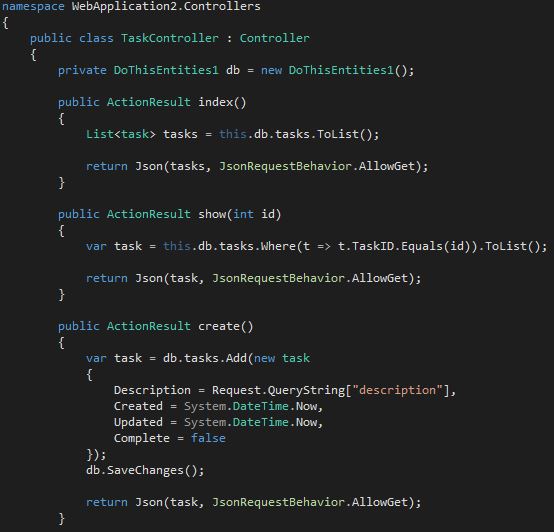 namespace WebApplication2.Controllers
{
    public class TaskController : Controller
    {
        private DoThisEntities1 db = new DoThisEntities1();

        public ActionResult index()
        {
            List<task> tasks = this.db.tasks.ToList();

            return Json(tasks, JsonRequestBehavior.AllowGet);
        }

        public ActionResult show(int id)
        {
            var task = this.db.tasks.Where(t => t.TaskID.Equals(id)).ToList();

            return Json(task, JsonRequestBehavior.AllowGet);
        }

        public ActionResult create()
        {
            var task = db.tasks.Add(new task
            {
                Description = Request.QueryString["description"],
                Created = System.DateTime.Now,
                Updated = System.DateTime.Now,
                Complete = false
            });
            db.SaveChanges();

            return Json(task, JsonRequestBehavior.AllowGet);
        }